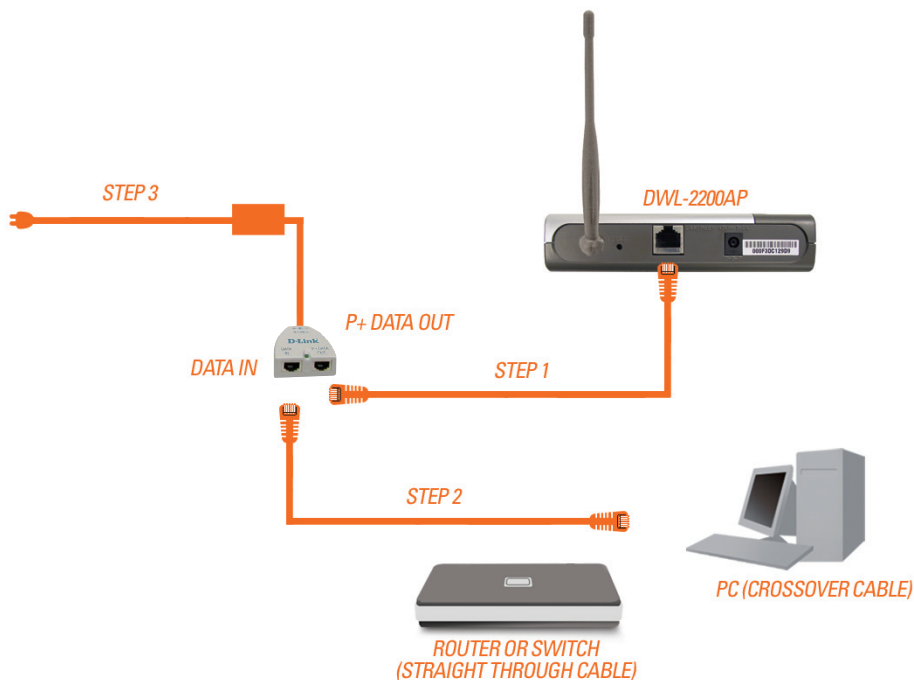 STEP 3
DWL-2200AP
P+ DATA OUT
D-Link
DATA IN
STEP 1
STEP 2
PC (CROSSOVER CABLE)
ROUTER OR SWITCH
(STRAIGHT THROUGH CABLE)